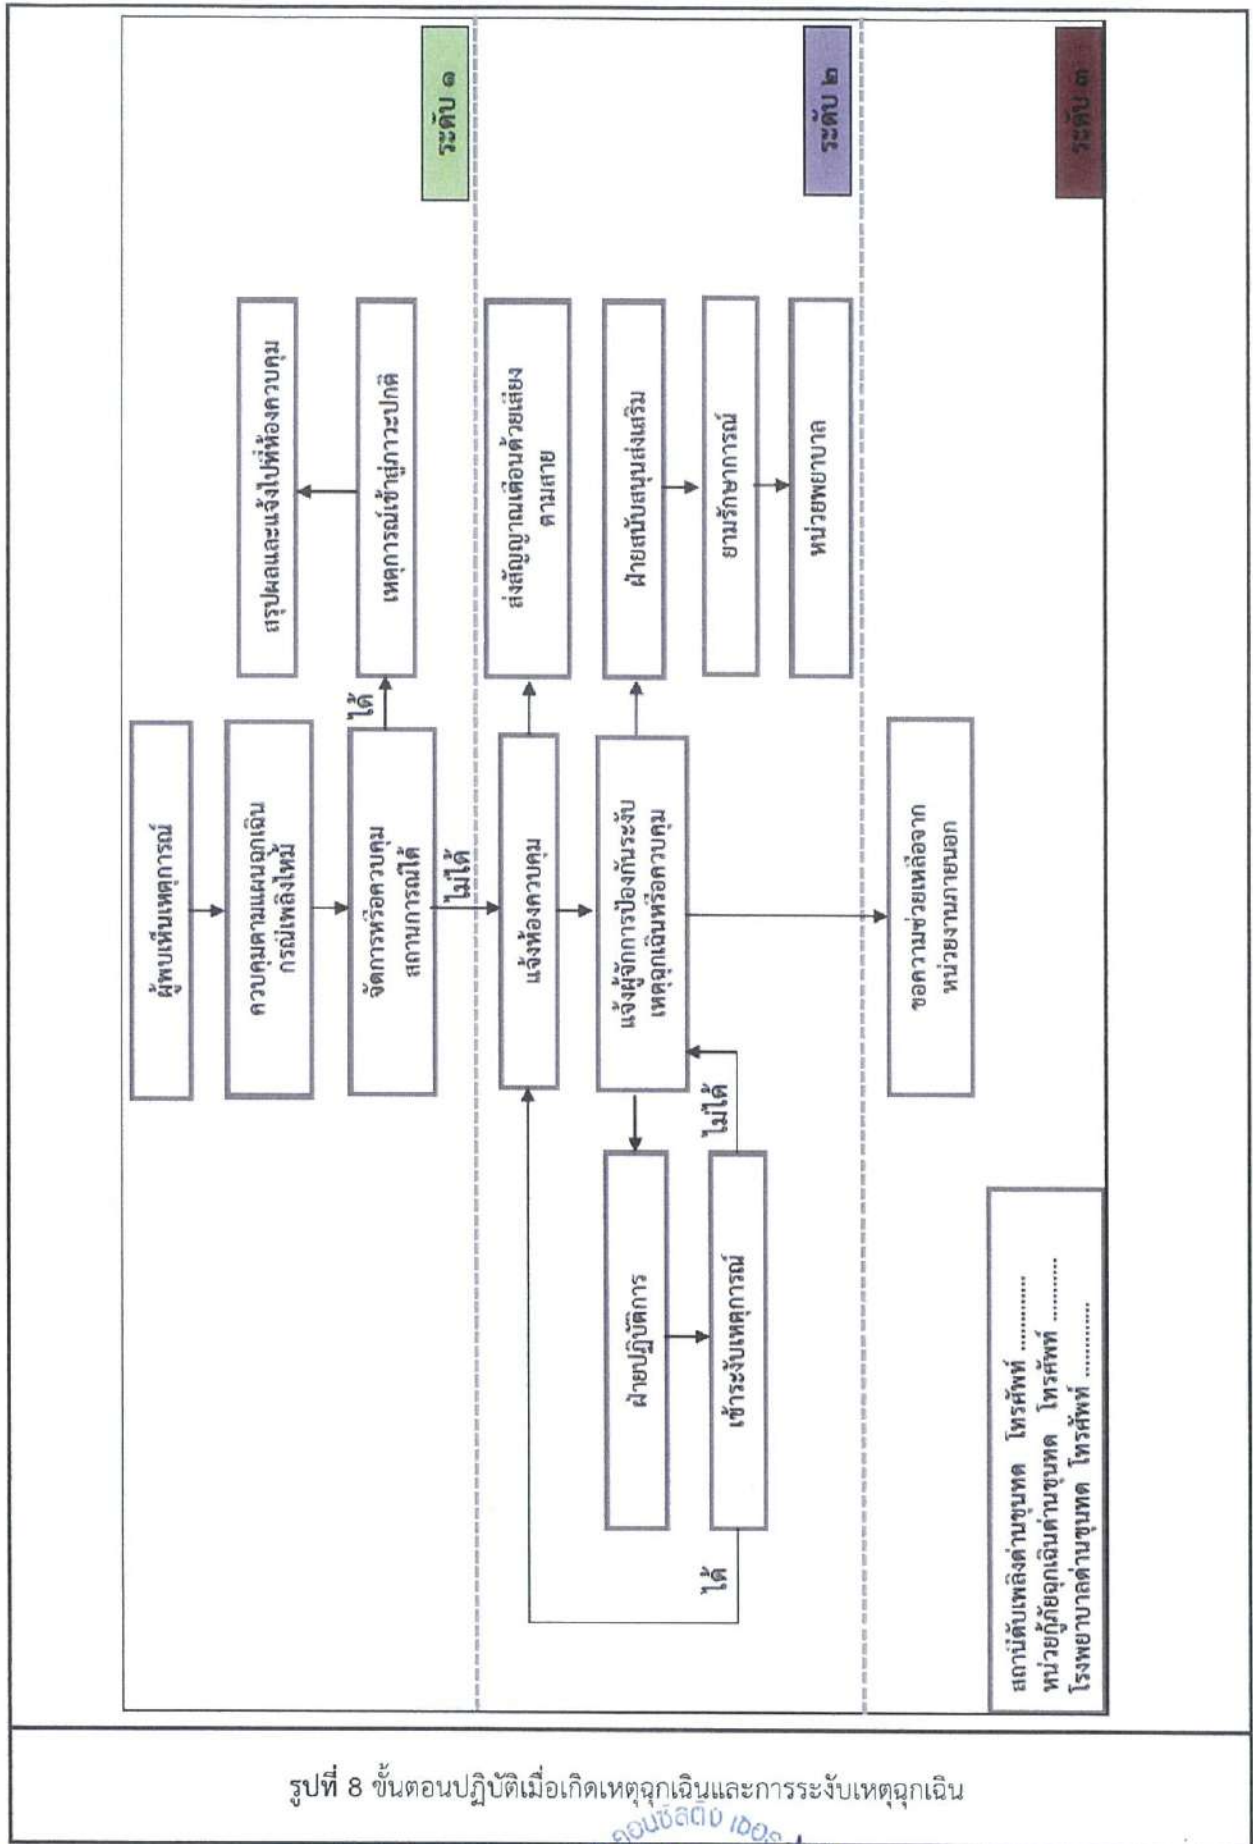 ผู้พบเห็นเหตุการณ์
ควบคุมตามแผนฉุกเฉิน
กรณีเพลิงไหม้
จัดการหรือควบคุม
สถานการณ์ได้
ได้
เหตุการณ์เข้าสู่ภาวะปกติ
สรุปผลและแจ้งไปที่ห้องควบคุม
ไม่ได้
ระดับ ๑
แจ้งห้องควบคุม
ส่งสัญญาณเตือนด้วยเสียง
ตามสาย
แจ้งผู้จักการป้องกันระงับ
เหตุฉุกเฉินหรือควบคุม
ฝ่ายสนับสนุนส่งเสริม
ยามรักษาการณ์
หน่วยพยาบาล
ฝ่ายปฏิบัติการ
เข้าระงับเหตุการณ์
ไม่ได้
ได้
ระดับ ๒
ขอความช่วยเหลือจาก
หน่วยงานภายนอก
สถานีดับเพลิงด่านขุนทด โทรศัพท์ ..............
หน่วยกู้ภัยฉุกเฉินด่านขุนทด โทรศัพท์ ............
โรงพยาบาลด่านขุนทด โทรศัพท์ ..............
ระดับ ๓
รูปที่ 8 ขั้นตอนปฏิบัติเมื่อเกิดเหตุฉุกเฉินและการระงับเหตุฉุกเฉิน